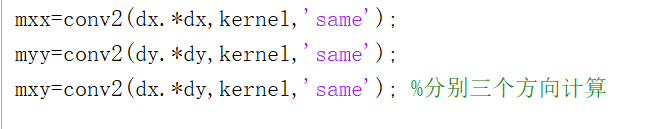 mxx=conv2(dx.*dx,kernel,'same');
myy=conv2(dy.*dy,kernel,'same');
mxy=conv2(dx.*dy,kernel,'same'); %分别三个方向计算